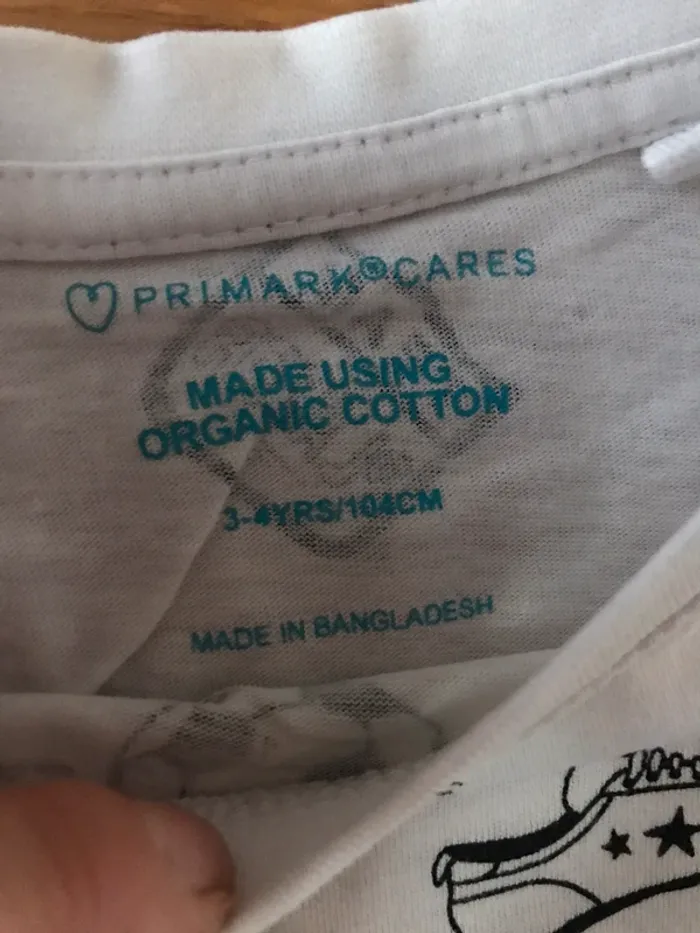 PRIMARK®CARES
MADE USING
ORGANIC COTTON
3-4YRS/104CM
MADE IN BANGLADESH